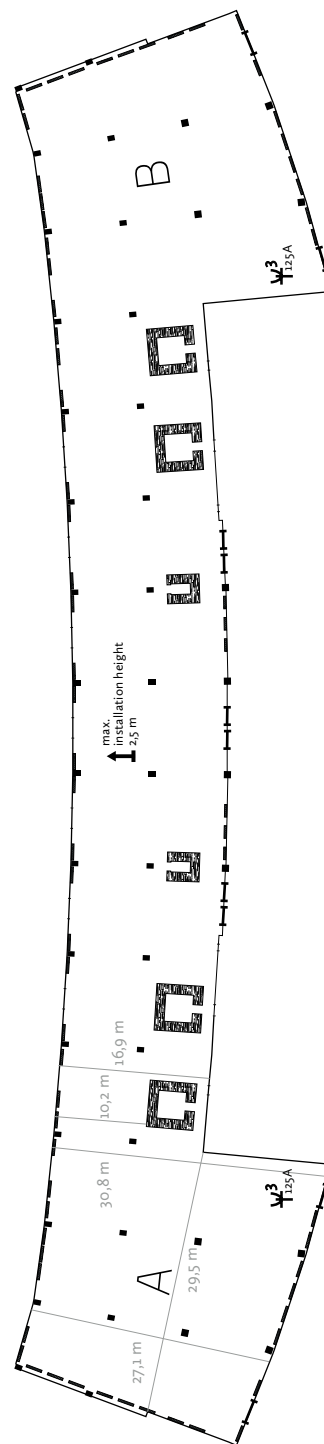 B
3
125A
max.
installation height
2,5 m
16,9 m
10,2 m
30,8 m
3
125A
A
29,5 m
27,1 m